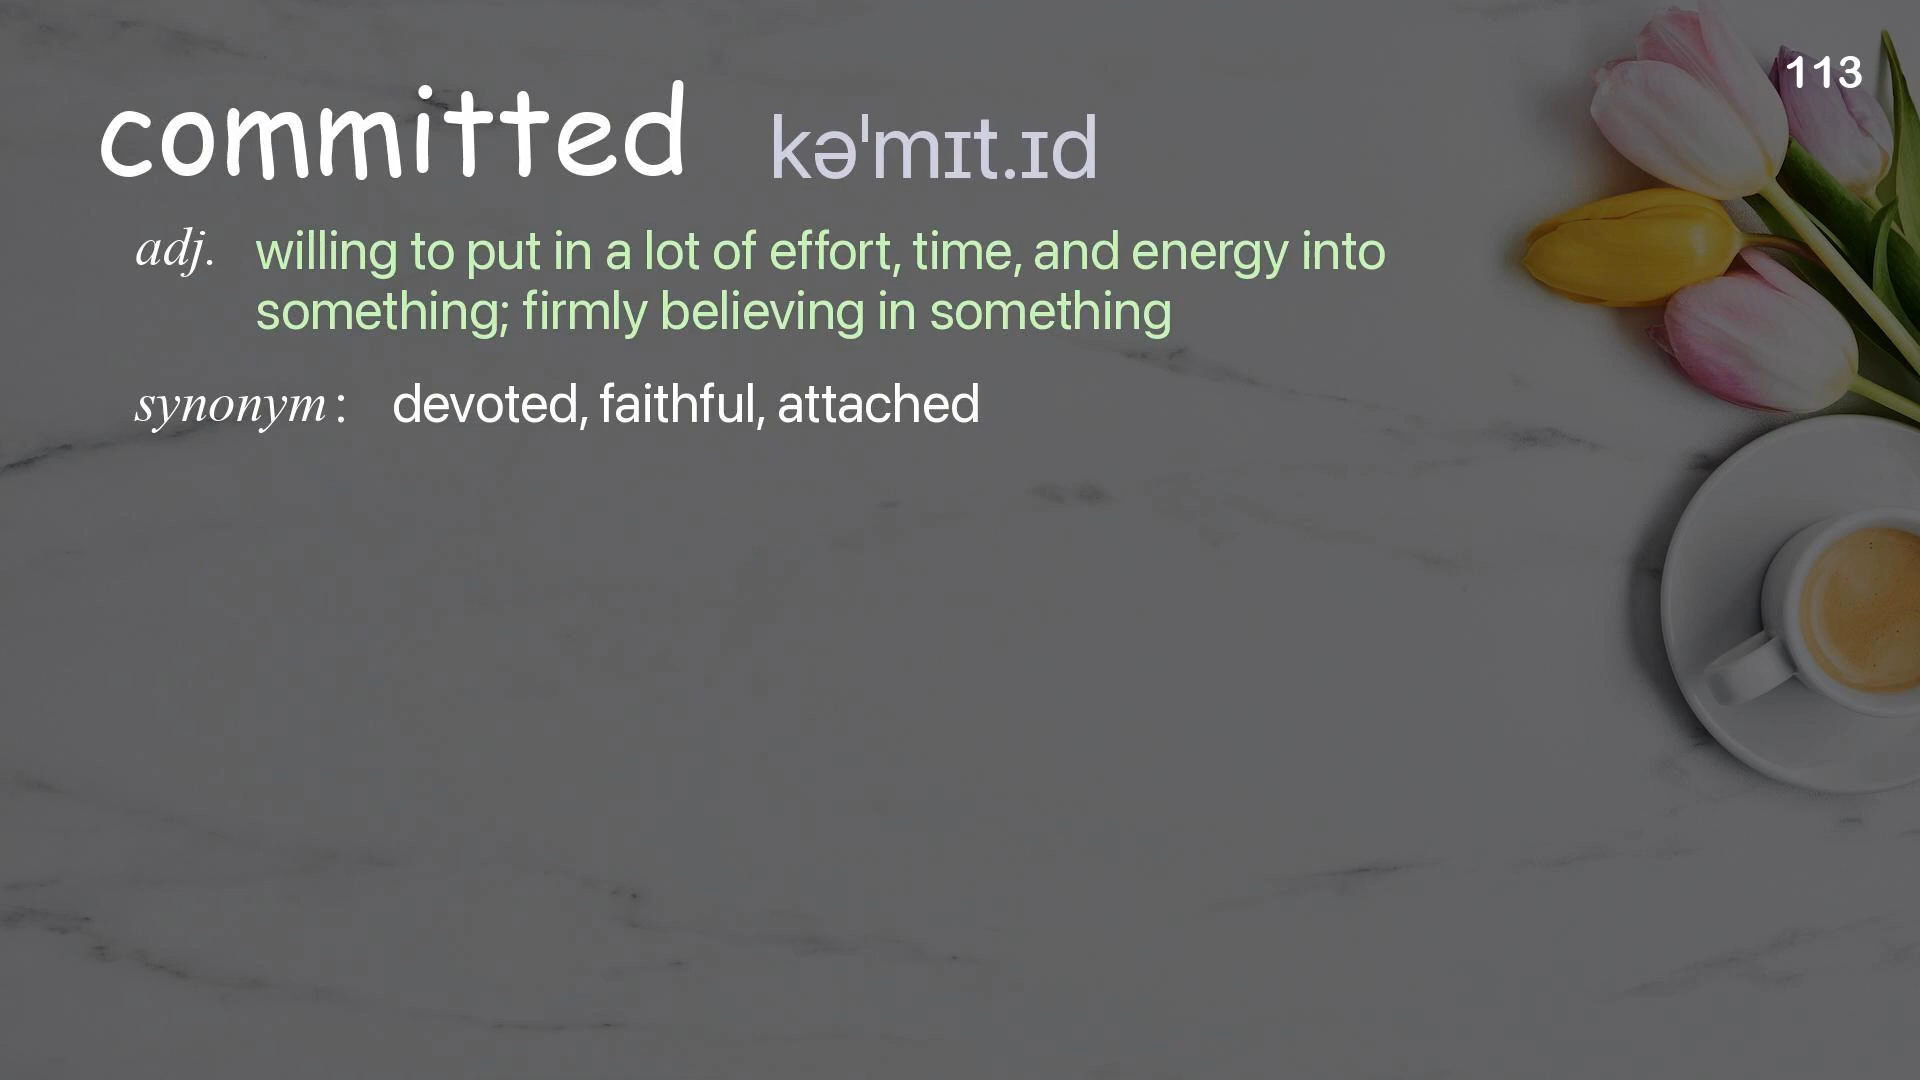 113
committed kəˈmɪt.ɪd
adj. willing to put in a lot of effort, time, and energy into
something; firmly believing in something
synonym: devoted, faithful, attached